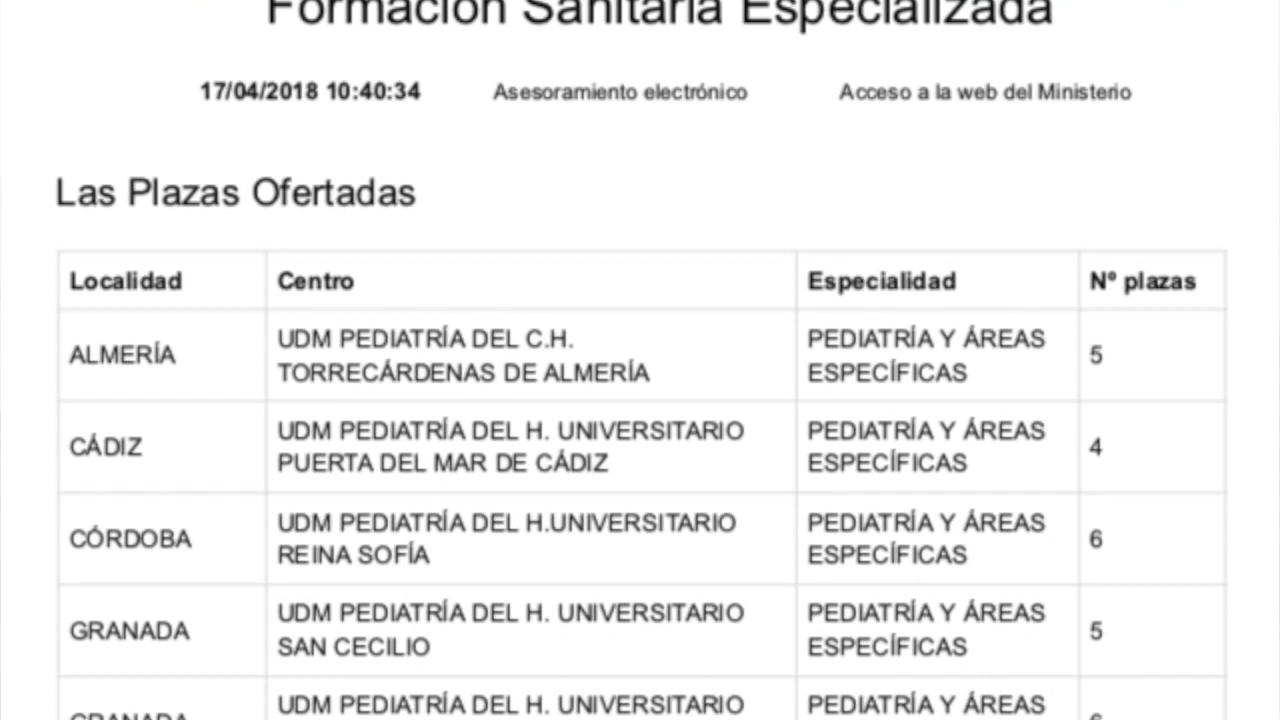 Formación Sanitaria Especializada
17/04/2018 10:40:34 Asesoramiento electrónico Acceso a la web del Ministerio
Las Plazas Ofertadas
Localidad Centro Especialidad Nº plazas
ALMERÍA
UDM PEDIATRÍA DEL C.H.
TORRECÁRDENAS DE ALMERÍA
PEDIATRÍA Y ÁREAS
ESPECÍFICAS
5
CÁDIZ
UDM PEDIATRÍA DEL H. UNIVERSITARIO
PUERTA DEL MAR DE CÁDIZ
PEDIATRÍA Y ÁREAS
ESPECÍFICAS
4
CÓRDOBA
UDM PEDIATRÍA DEL H.UNIVERSITARIO
REINA SOFÍA
PEDIATRÍA Y ÁREAS
ESPECÍFICAS
6
GRANADA
UDM PEDIATRÍA DEL H. UNIVERSITARIO
SAN CECILIO
PEDIATRÍA Y ÁREAS
ESPECÍFICAS
5
GRANADA
UDM PEDIATRÍA DEL H. UNIVERSITARIO
PEDIATRÍA Y ÁREAS